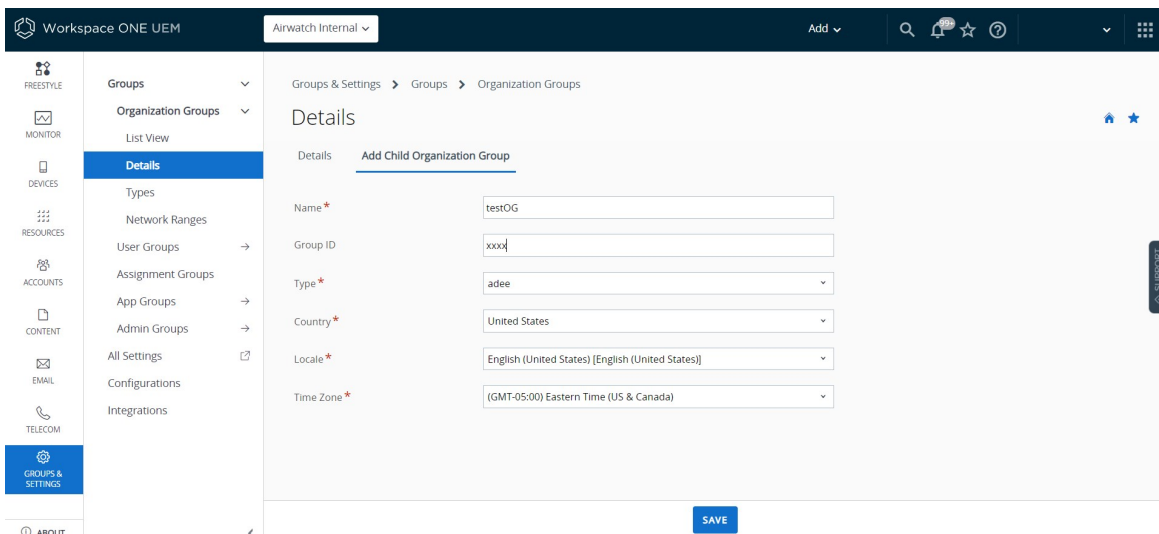 Workspace ONE UEM
Airwatch Internal
Add
99+
FREESTYLE
MONITOR
DEVICES
RESOURCES
ACCOUNTS
CONTENT
EMAIL
TELECOM
GROUPS &
SETTINGS
ABOUT
Groups
Organization Groups
List View
Details
Types
Network Ranges
User Groups
Assignment Groups
App Groups
Admin Groups
All Settings
Configurations
Integrations
Groups & Settings > Groups > Organization Groups
Details
Details Add Child Organization Group
Name * testOG
Group ID xxxx
Type * adee
Country * United States
Locale * English (United States) [English (United States)]
Time Zone * (GMT-05:00) Eastern Time (US & Canada)
SAVE
SUPPORT